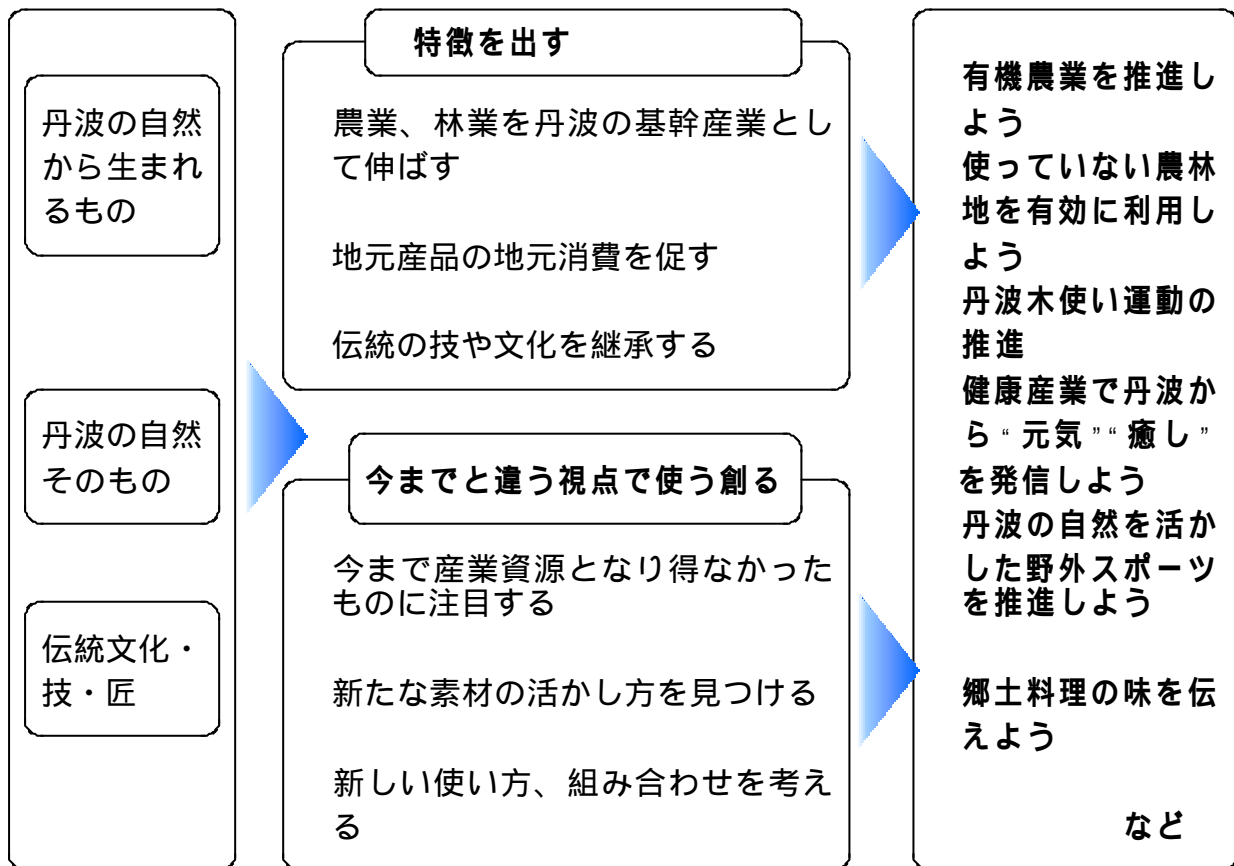 丹波の自然
から生まれ
るもの
丹波の自然
そのもの
伝統文化・
技・匠
特徴を出す
農業、林業を丹波の基幹産業とし
て伸ばす
地元産品の地元消費を促す
伝統の技や文化を継承する
今までと違う視点で使う創る
今まで産業資源となり得なかった
ものに注目する
新たな素材の活かし方を見つける
新しい使い方、組み合わせを考え
る
有機農業を推進し
よう
使っていない農林
地を有効に利用し
よう
丹波木使い運動の
推進
健康産業で丹波か
ら“元気”“癒し”
を発信しよう
丹波の自然を活か
した野外スポーツ
を推進しよう
郷土料理の味を伝
えよう
など